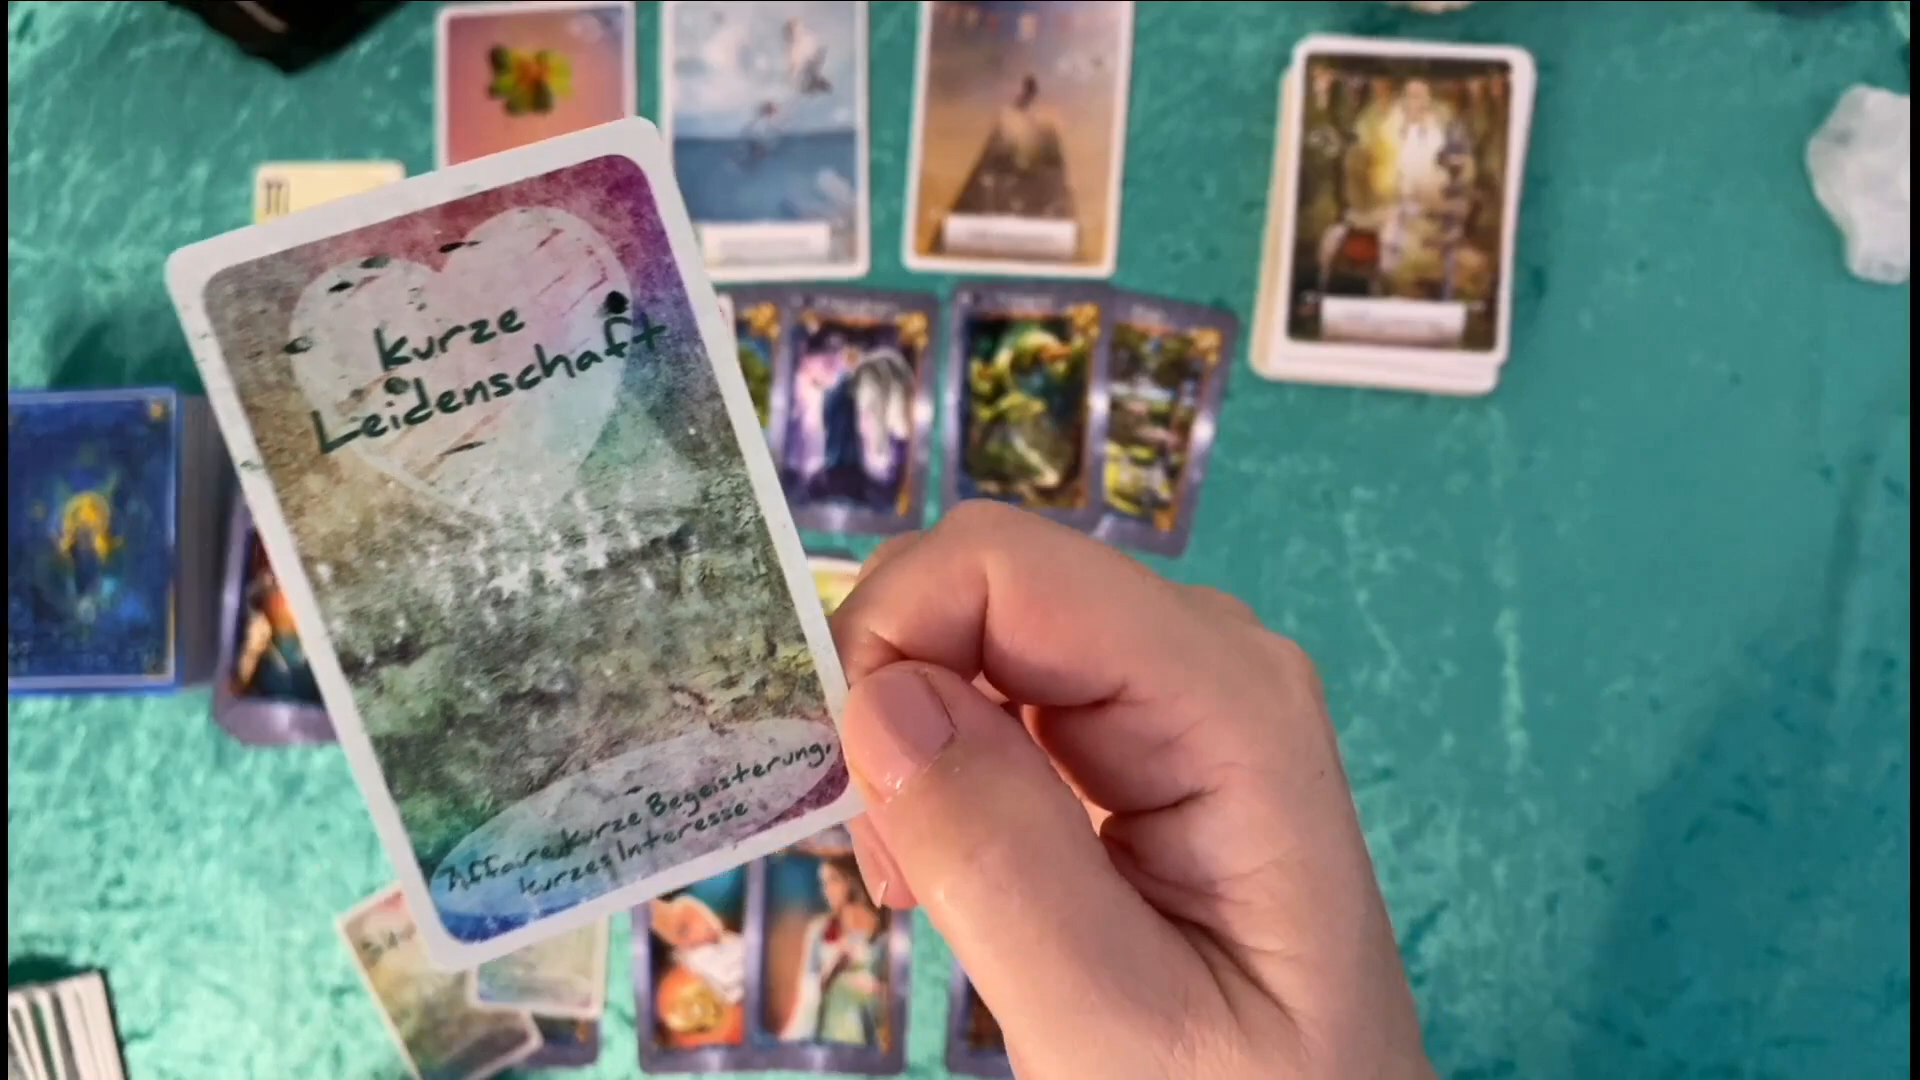 kurze
Leidenschaft
Affaire, kurze Begeisterung,
kurzes Interesse